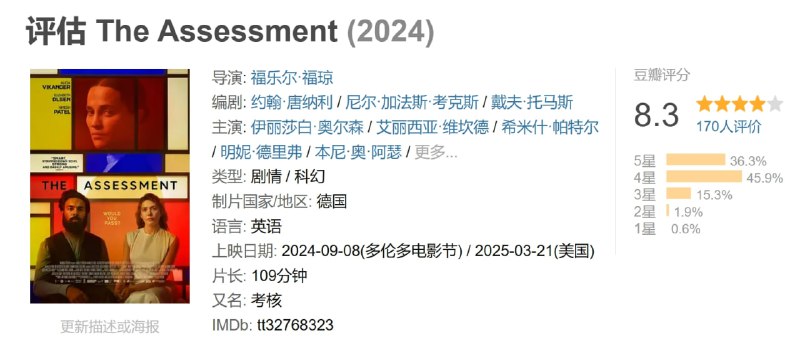 评估 The Assessment (2024)
VIKANDER
OLSEN
PATEL
THE ASSESSMENT
WOULD
YOU PASS?
更新描述或海报
导演: 福乐尔·福琼
编剧: 约翰·唐纳利 / 尼尔·加法斯·考克斯 / 戴夫·托马斯
主演: 伊丽莎白·奥尔森 / 艾丽西亚·维坎德 / 希米什·帕特尔
/ 明妮·德里弗 / 本尼·奥·阿瑟 / 更多...
类型: 剧情 / 科幻
制片国家/地区: 德国
语言: 英语
上映日期: 2024-09-08(多伦多电影节) / 2025-03-21(美国)
片长: 109分钟
又名: 考核
IMDb: tt32768323
豆瓣评分
8.3
170人评价
5星 36.3%
4星 45.9%
3星 15.3%
2星 1.9%
1星 0.6%